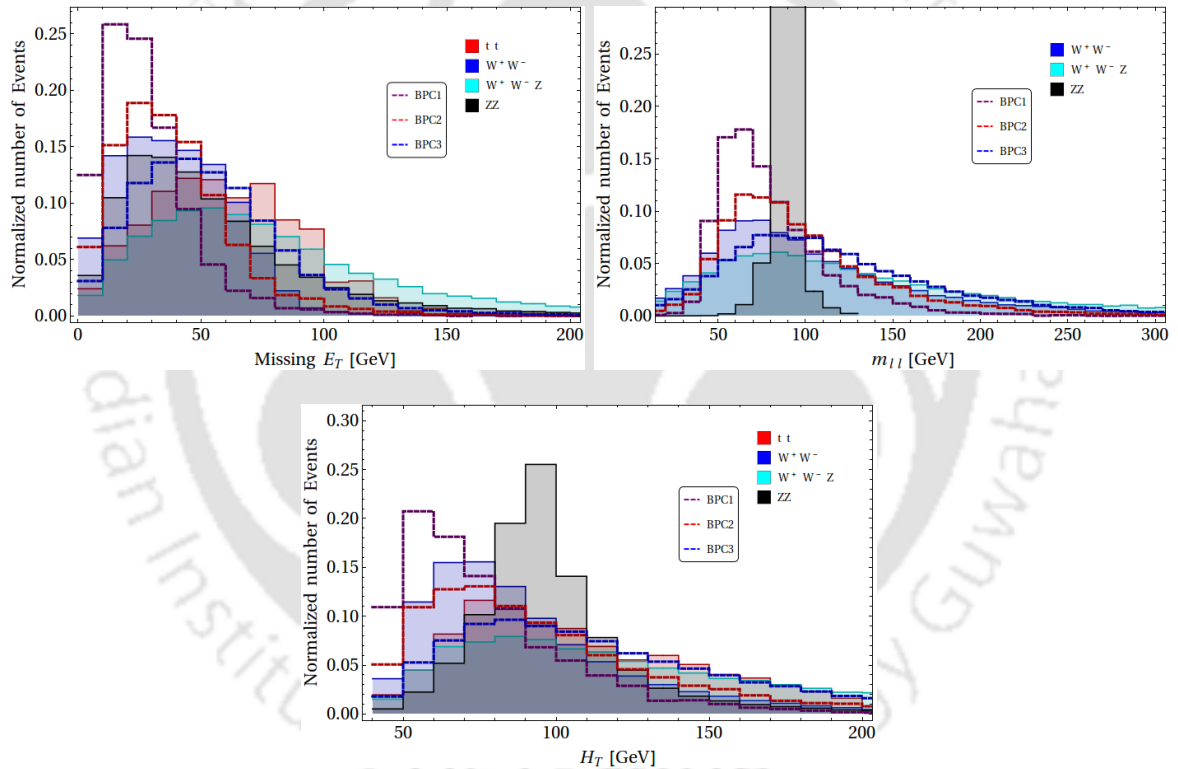 Normalized number of Events
0.25
0.20
0.15
0.10
0.05
0.00
t t
W⁺ W⁻
W⁺ W⁻ Z
ZZ
BPC1
BPC2
BPC3
0 50 100 150 200
Missing E_T [GeV]
Normalized number of Events
0.25
0.20
0.15
0.10
0.05
0.00
W⁺ W⁻
W⁺ W⁻ Z
ZZ
BPC1
BPC2
BPC3
50 100 150 200 250 300
m_{l l} [GeV]
Normalized number of Events
0.30
0.25
0.20
0.15
0.10
0.05
0.00
t t
W⁺ W⁻
W⁺ W⁻ Z
ZZ
BPC1
BPC2
BPC3
50 100 150 200
H_T [GeV]
dian Institu
y Guwaha